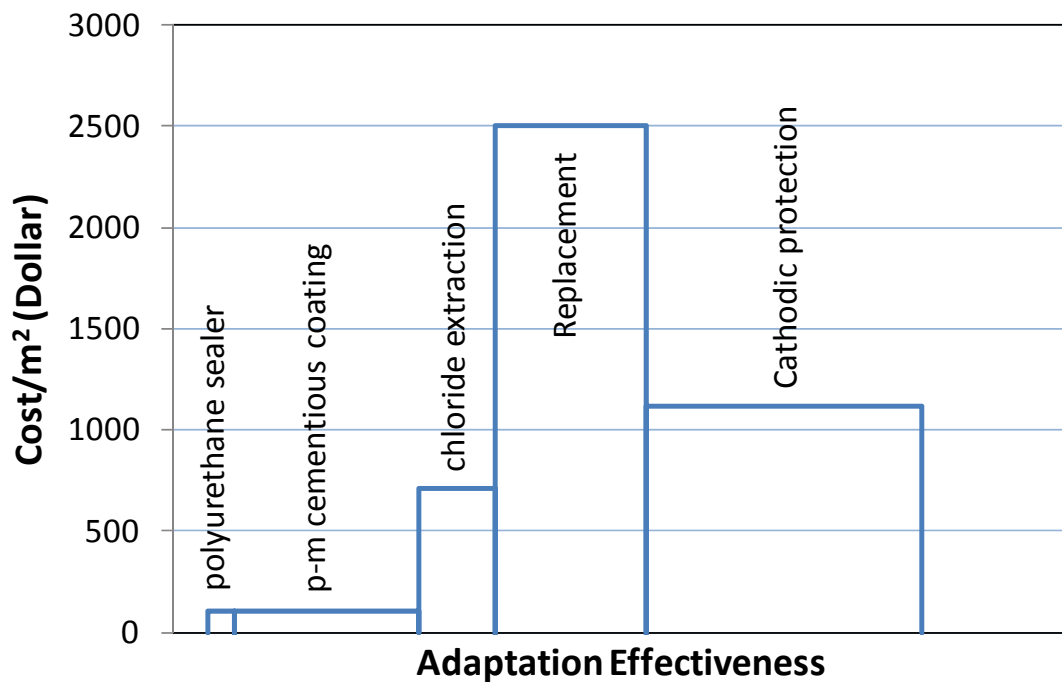 3000
2500
2000
1500
1000
500
0
Cost/m² (Dollar)
polyurethane sealer
p-m cementious coating
chloride extraction
Replacement
Cathodic protection
Adaptation Effectiveness